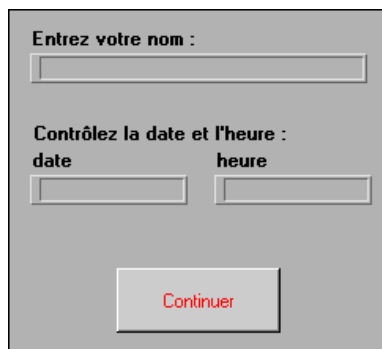 Entrez votre nom :
Contrôlez la date et l'heure :
date heure
Continuer